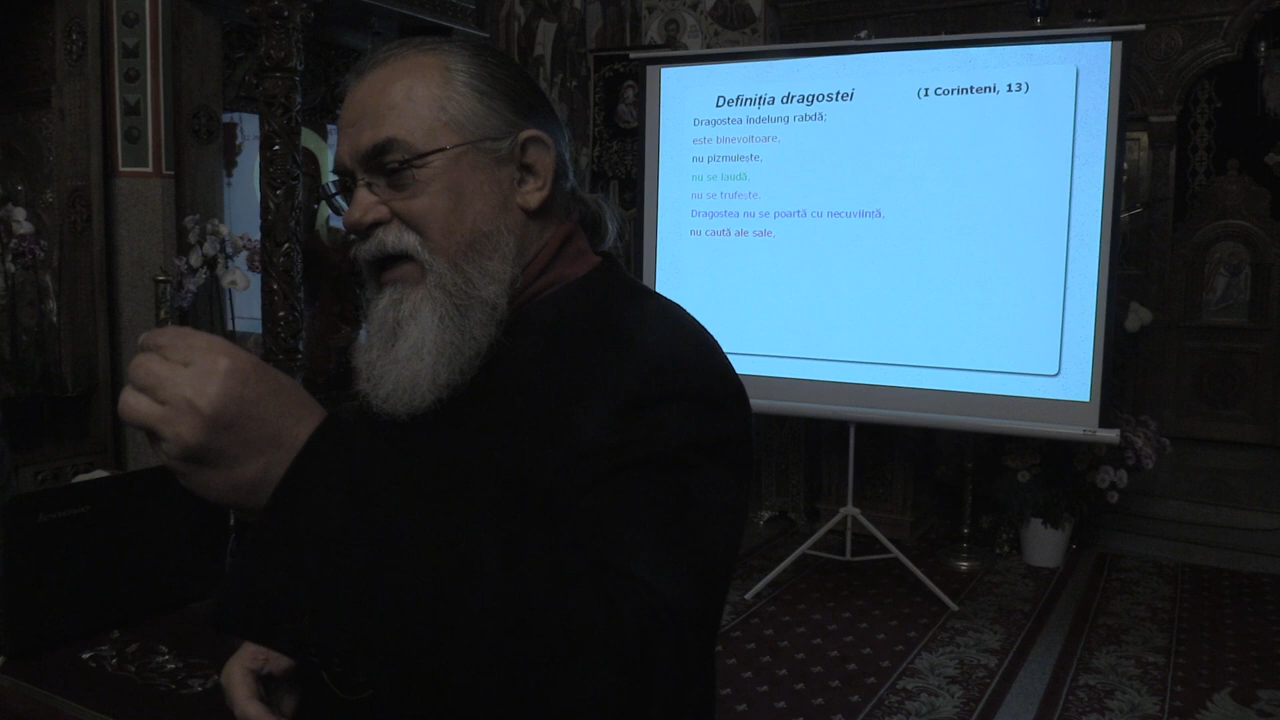 Definiția dragostei (I Corinteni, 13)
Dragostea îndelung rabdă;
este binevoitoare,
nu pizmuiește,
nu se laudă,
nu se trufește.
Dragostea nu se poartă cu necuviință,
nu caută ale sale,